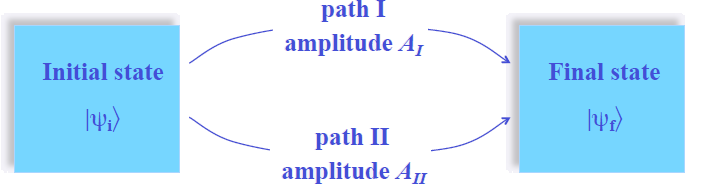 path I
amplitude A_I
Initial state
|ψ_i⟩
Final state
|ψ_f⟩
path II
amplitude A_II